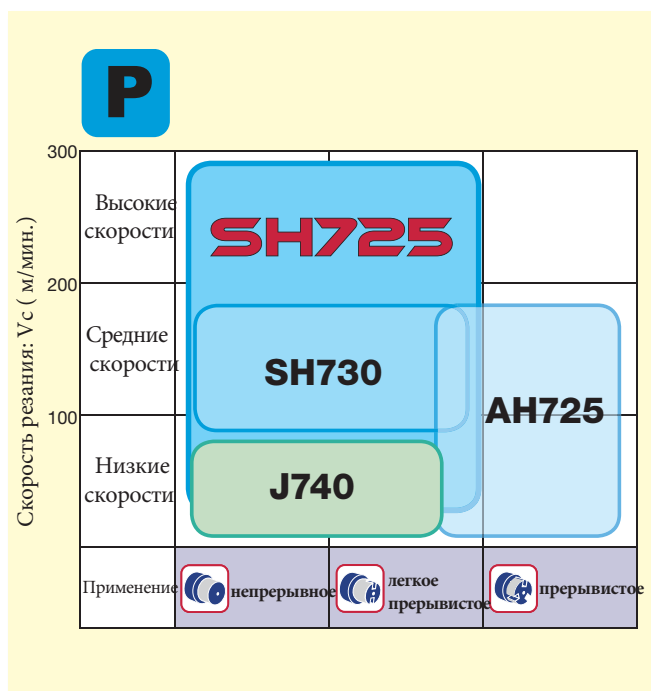 P
300
Высокие
скорости
SH725
200
Средние
скорости
SH730
AH725
100
Низкие
скорости
J740
Скорость резания: Vc ( м/мин.)
Применение
непрерывное
легкое
прерывистое
прерывистое